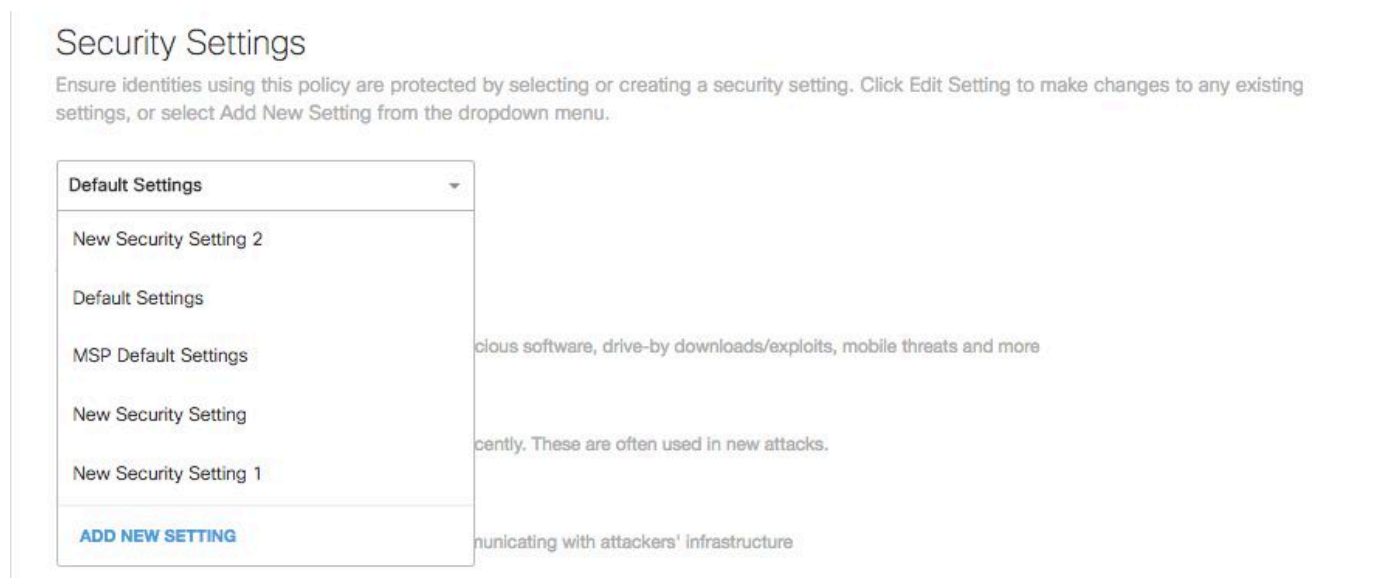 Security Settings
Ensure identities using this policy are protected by selecting or creating a security setting. Click Edit Setting to make changes to any existing
settings, or select Add New Setting from the dropdown menu.
Default Settings
New Security Setting 2
Default Settings
MSP Default Settings
cious software, drive-by downloads/exploits, mobile threats and more
New Security Setting
cently. These are often used in new attacks.
New Security Setting 1
ADD NEW SETTING
nunicating with attackers' infrastructure